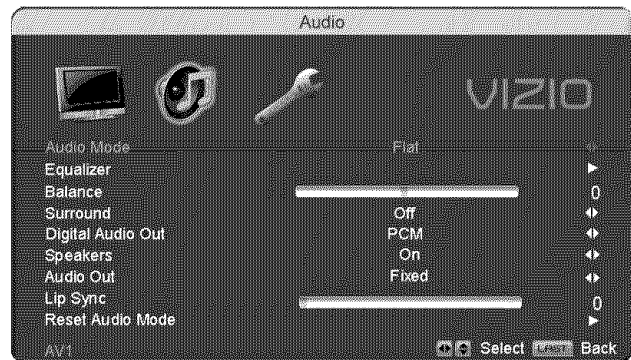 Audio
VIZIO
Audio Mode Flat
Equalizer
Balance 0
Surround Off
Digital Audio Out PCM
Speakers On
Audio Out Fixed
Lip Sync 0
Reset Audio Mode
AV1 Select LAST Back